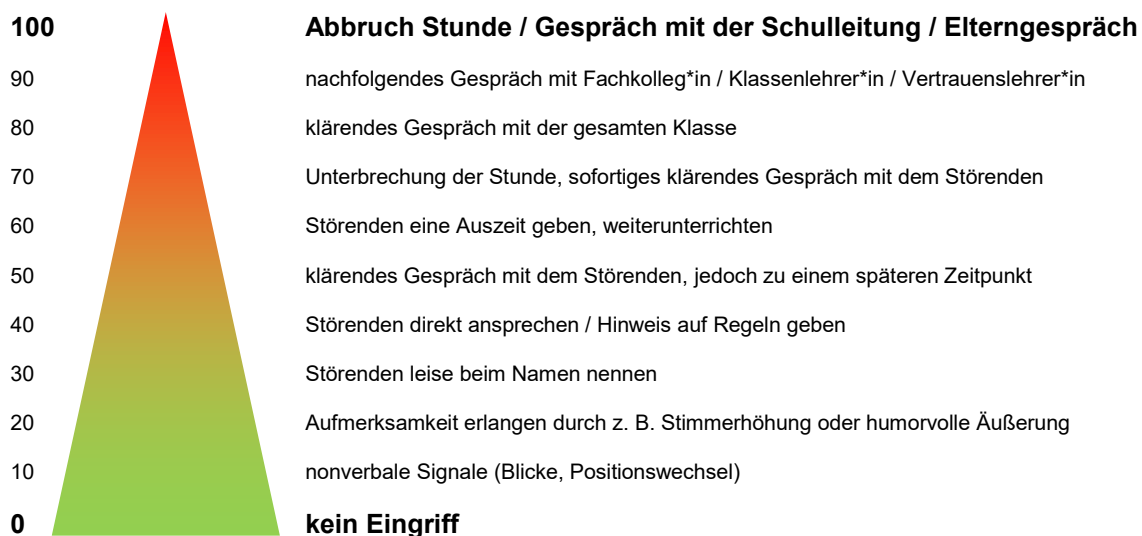 100 Abbruch Stunde / Gespräch mit der Schulleitung / Elterngespräch
90 nachfolgendes Gespräch mit Fachkolleg*in / Klassenlehrer*in / Vertrauenslehrer*in
80 klärendes Gespräch mit der gesamten Klasse
70 Unterbrechung der Stunde, sofortiges klärendes Gespräch mit dem Störenden
60 Störenden eine Auszeit geben, weiterunterrichten
50 klärendes Gespräch mit dem Störenden, jedoch zu einem späteren Zeitpunkt
40 Störenden direkt ansprechen / Hinweis auf Regeln geben
30 Störenden leise beim Namen nennen
20 Aufmerksamkeit erlangen durch z. B. Stimmerhöhung oder humorvolle Äußerung
10 nonverbale Signale (Blicke, Positionswechsel)
0 kein Eingriff